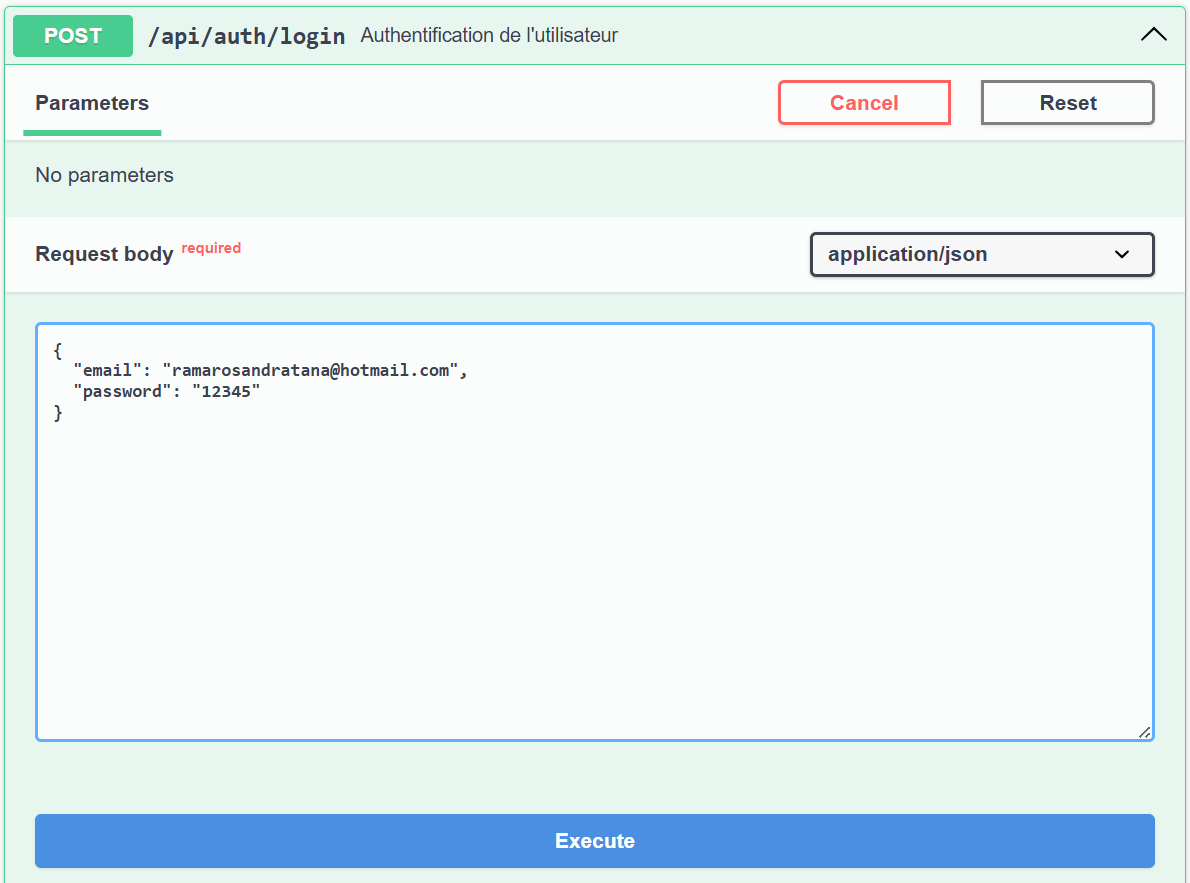 POST /api/auth/login Authentification de l'utilisateur
Parameters Cancel Reset
No parameters
Request body required application/json
{
  "email": "ramarosandratana@hotmail.com",
  "password": "12345"
}
Execute